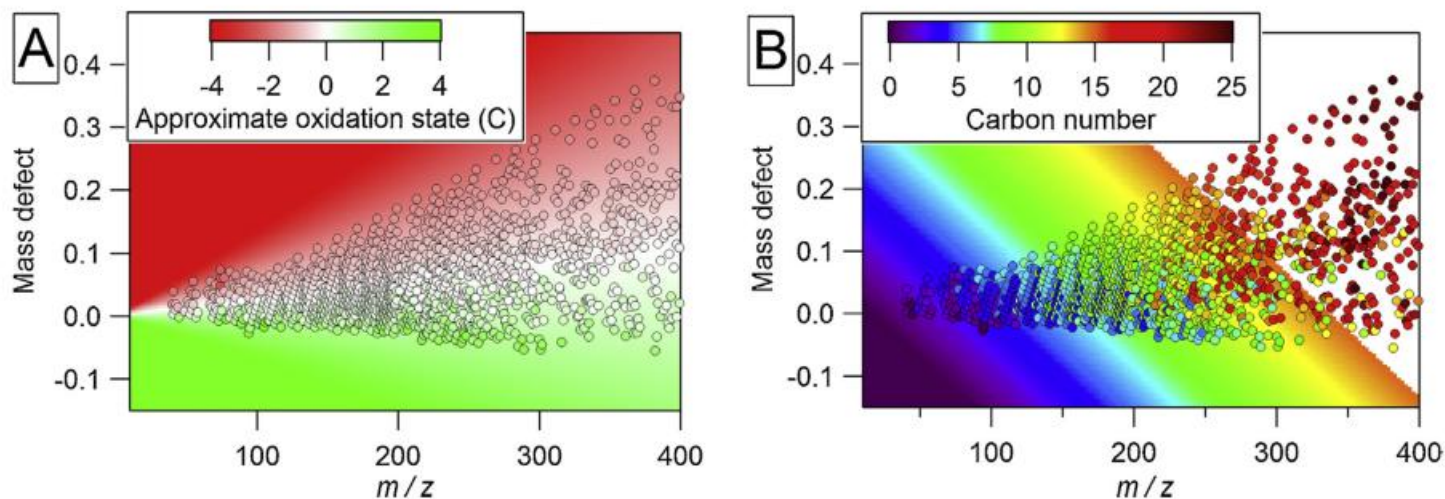 A
-4 -2 0 2 4
Approximate oxidation state (C)
0.4
0.3
0.2
0.1
0.0
-0.1
Mass defect
100 200 300 400
m / z
B
0 5 10 15 20 25
Carbon number
0.4
0.3
0.2
0.1
0.0
-0.1
Mass defect
100 200 300 400
m / z